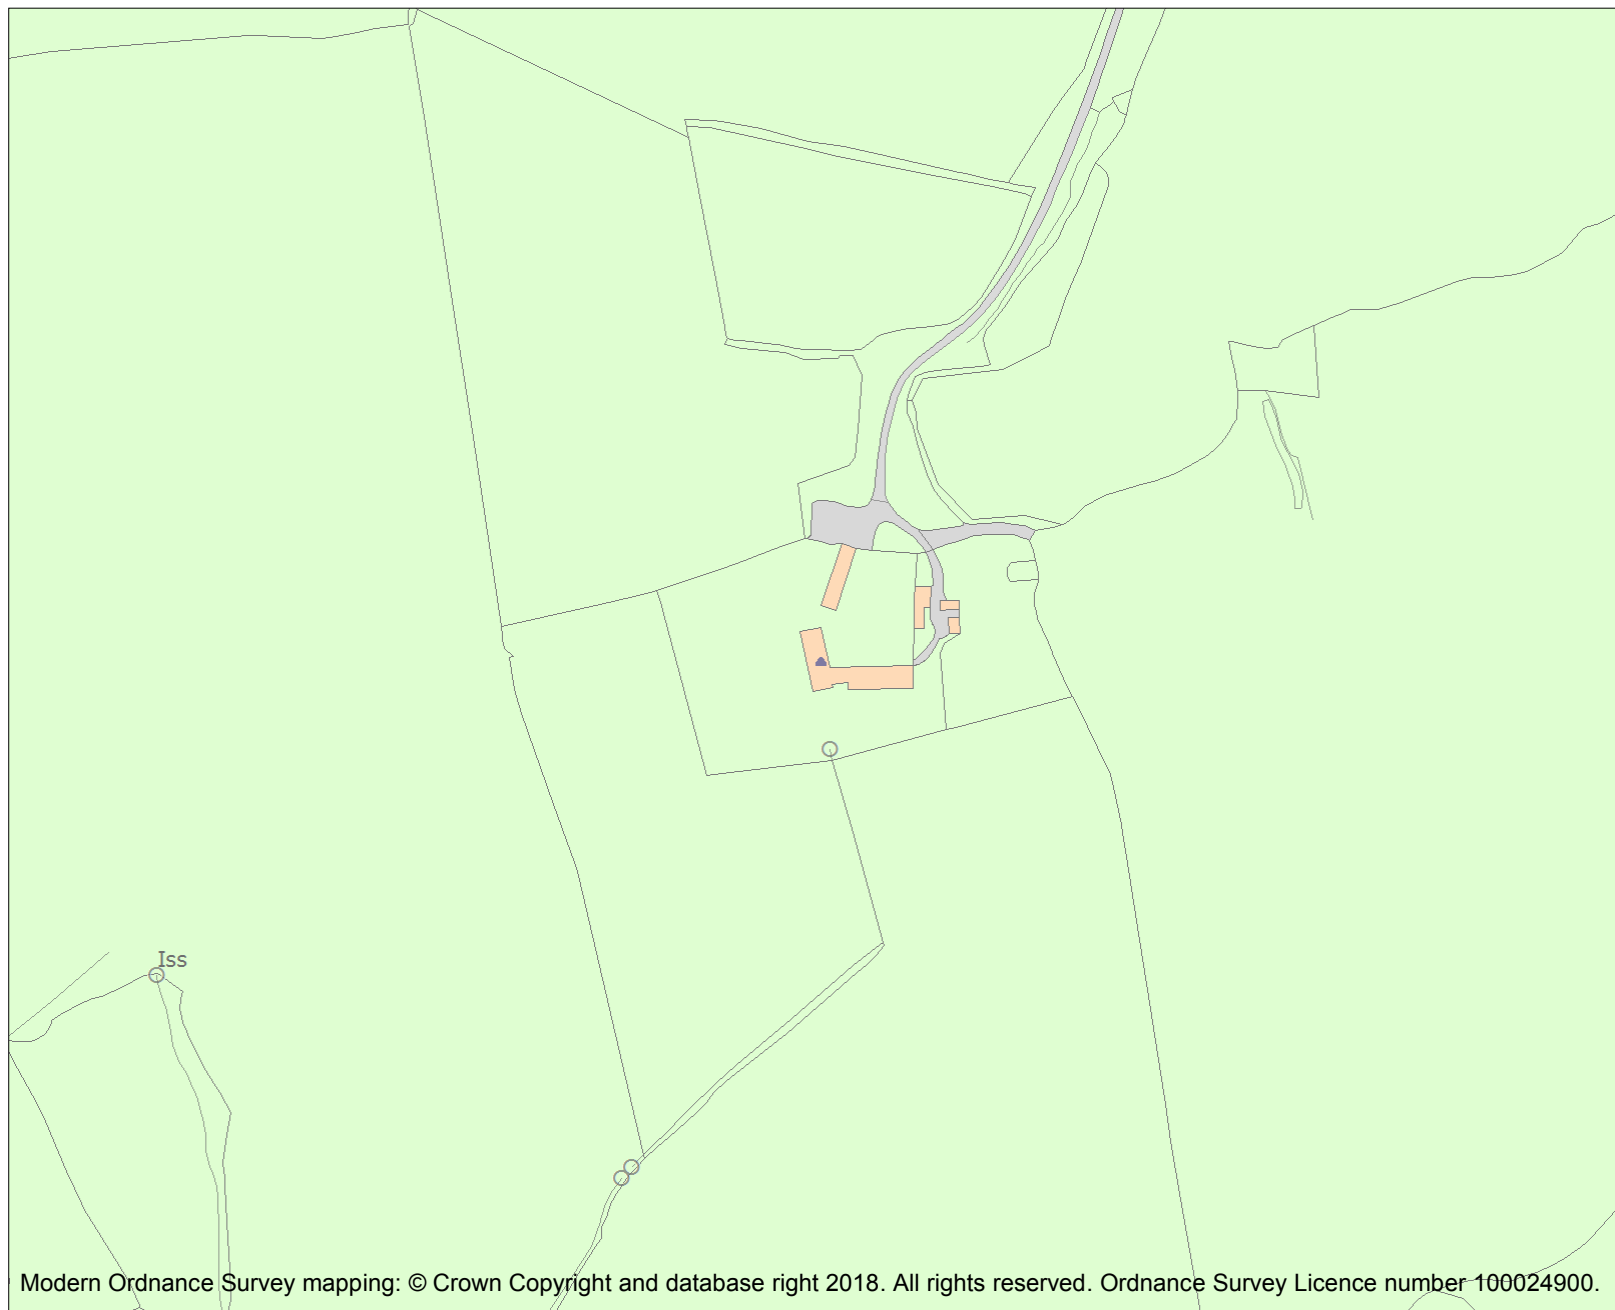 Iss
Modern Ordnance Survey mapping: © Crown Copyright and database right 2018. All rights reserved. Ordnance Survey Licence number 100024900.